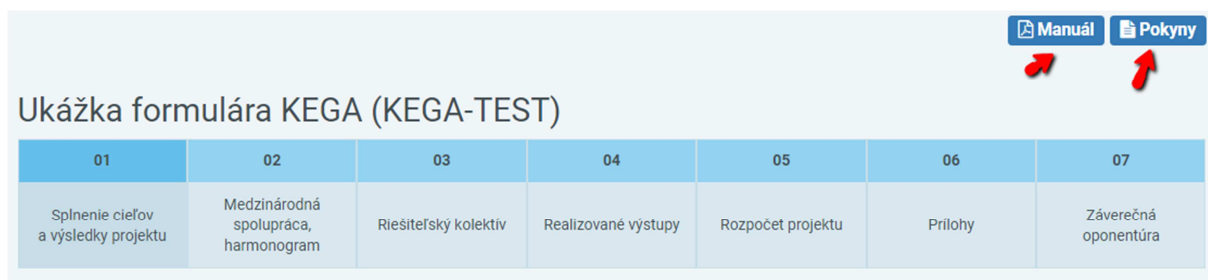 Manuál Pokyny
Ukážka formulára KEGA (KEGA-TEST)
01 02 03 04 05 06 07
Splnenie cieľov
a výsledky projektu
Medzinárodná
spolupráca,
harmonogram
Riešiteľský kolektív
Realizované výstupy
Rozpočet projektu
Prílohy
Záverečná
oponentúra